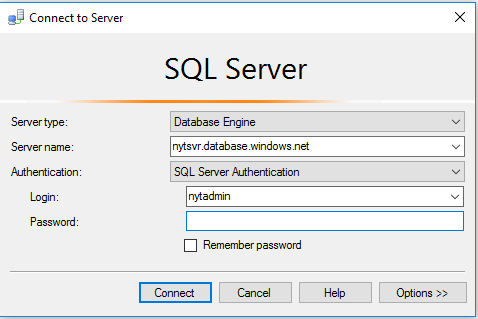 Connect to Server
SQL Server
Server type: Database Engine
Server name: nytsvr.database.windows.net
Authentication: SQL Server Authentication
Login: nytadmin
Password:
Remember password
Connect Cancel Help Options >>